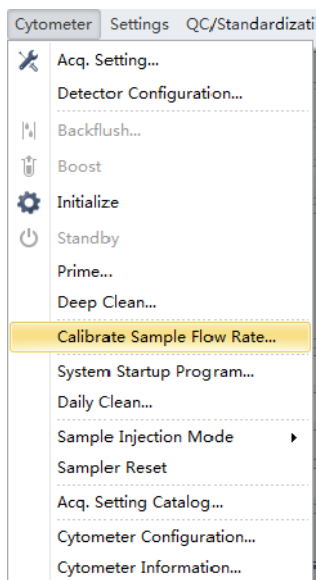 Cytometer Settings QC/Standardizati
Acq. Setting...
Detector Configuration...
Backflush...
Boost
Initialize
Standby
Prime...
Deep Clean...
Calibrate Sample Flow Rate...
System Startup Program...
Daily Clean...
Sample Injection Mode
Sampler Reset
Acq. Setting Catalog...
Cytometer Configuration...
Cytometer Information...